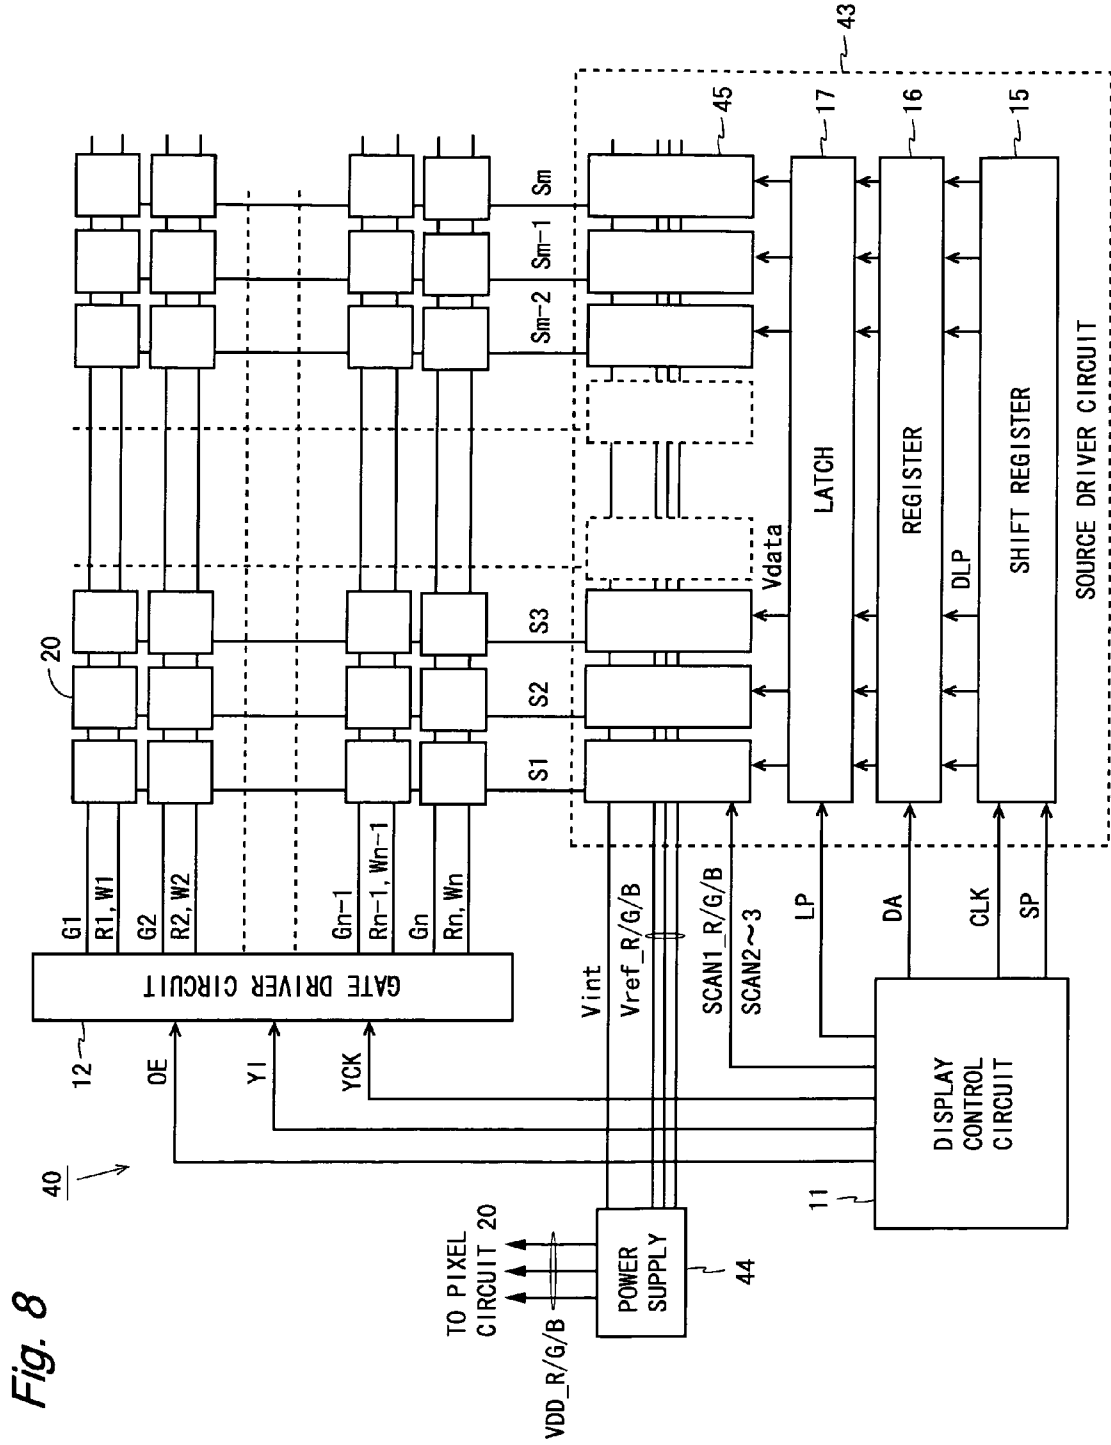 Fig. 8
40
12
GATE DRIVER CIRCUIT
G1
R1, W1
G2
R2, W2
Gn-1
Rn-1, Wn-1
Gn
Rn, Wn
20
OE
YI
YCK
S1
S2
S3
Sm-2
Sm-1
Sm
TO PIXEL
CIRCUIT 20
VDD_R/G/B
POWER
SUPPLY
44
Vint
Vref_R/G/B
SCAN1_R/G/B
SCAN2~3
45
43
Vdata
LP
LATCH
17
DA
REGISTER
16
DLP
CLK
SP
SHIFT REGISTER
15
SOURCE DRIVER CIRCUIT
11
DISPLAY
CONTROL
CIRCUIT